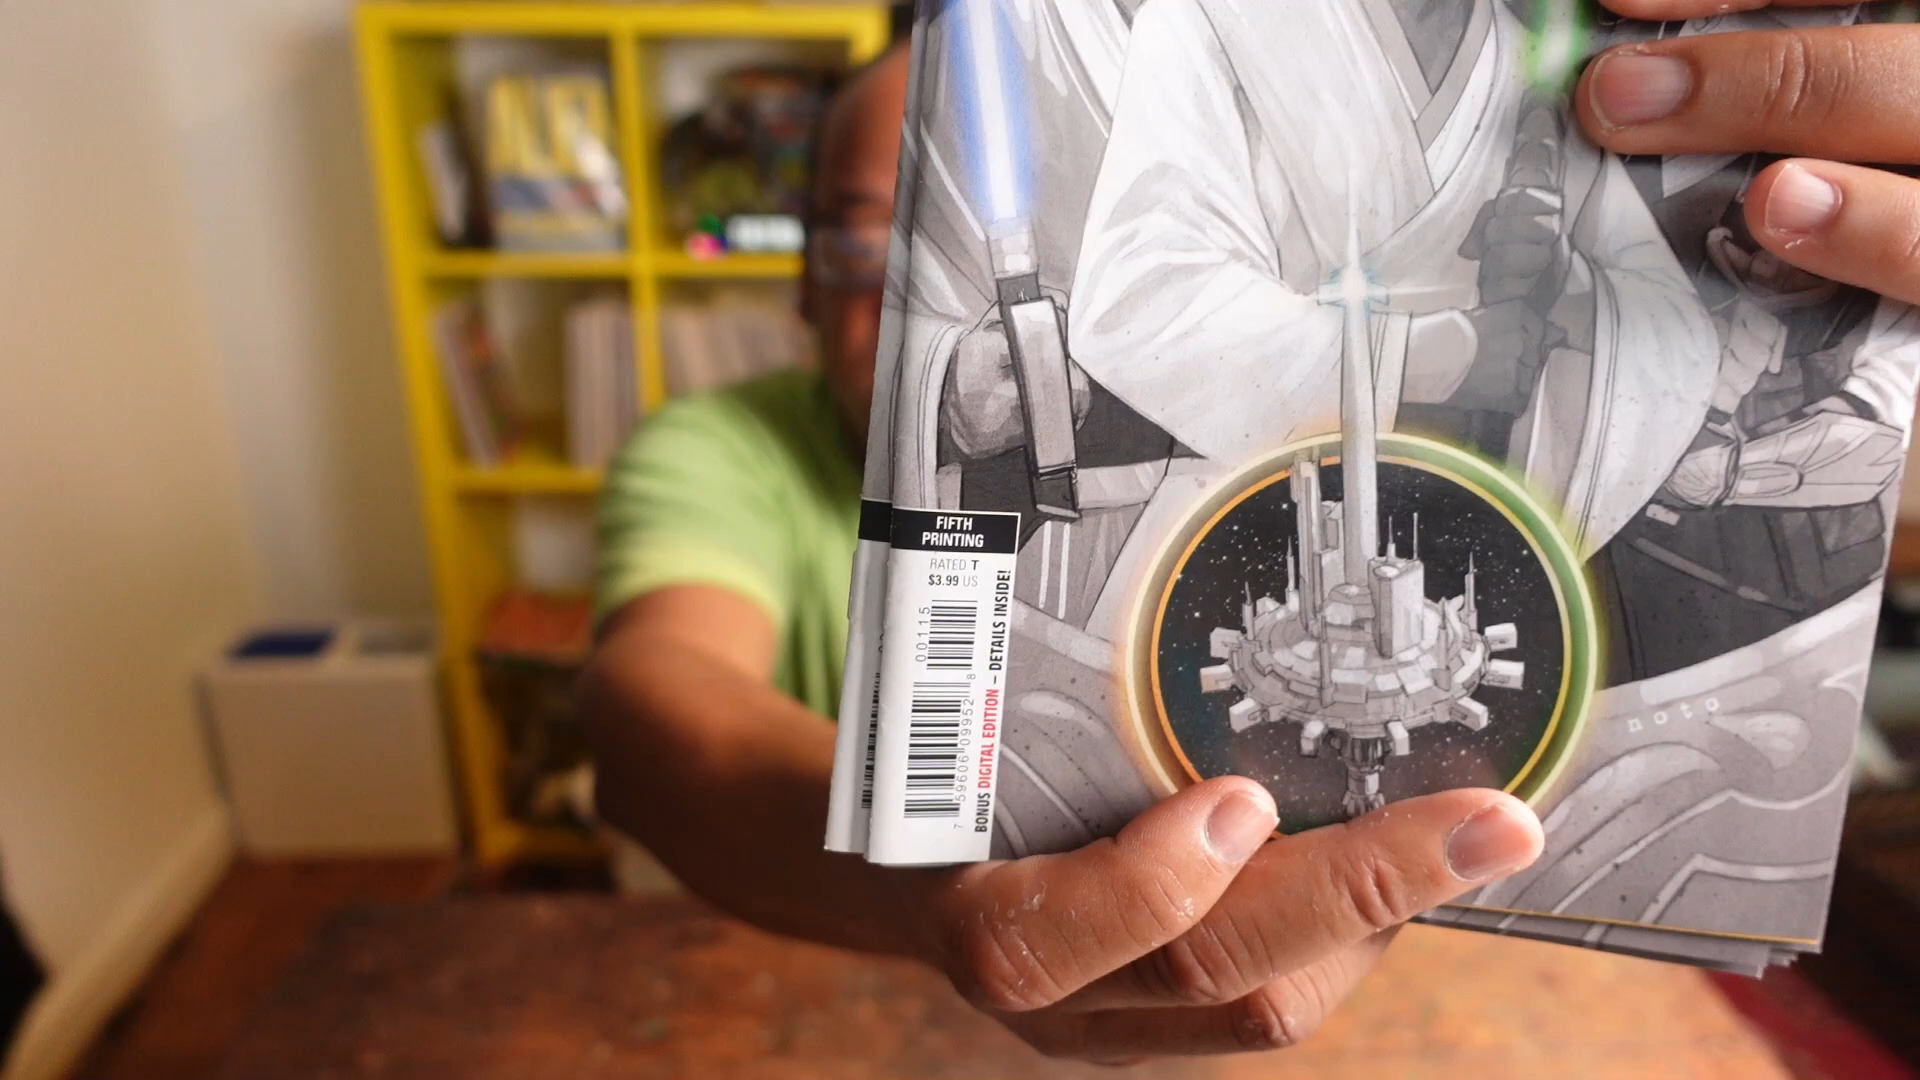 FIFTH
PRINTING
RATED T
$3.99 US
00115
7 59606 09952 8
BONUS DIGITAL EDITION – DETAILS INSIDE!
noto